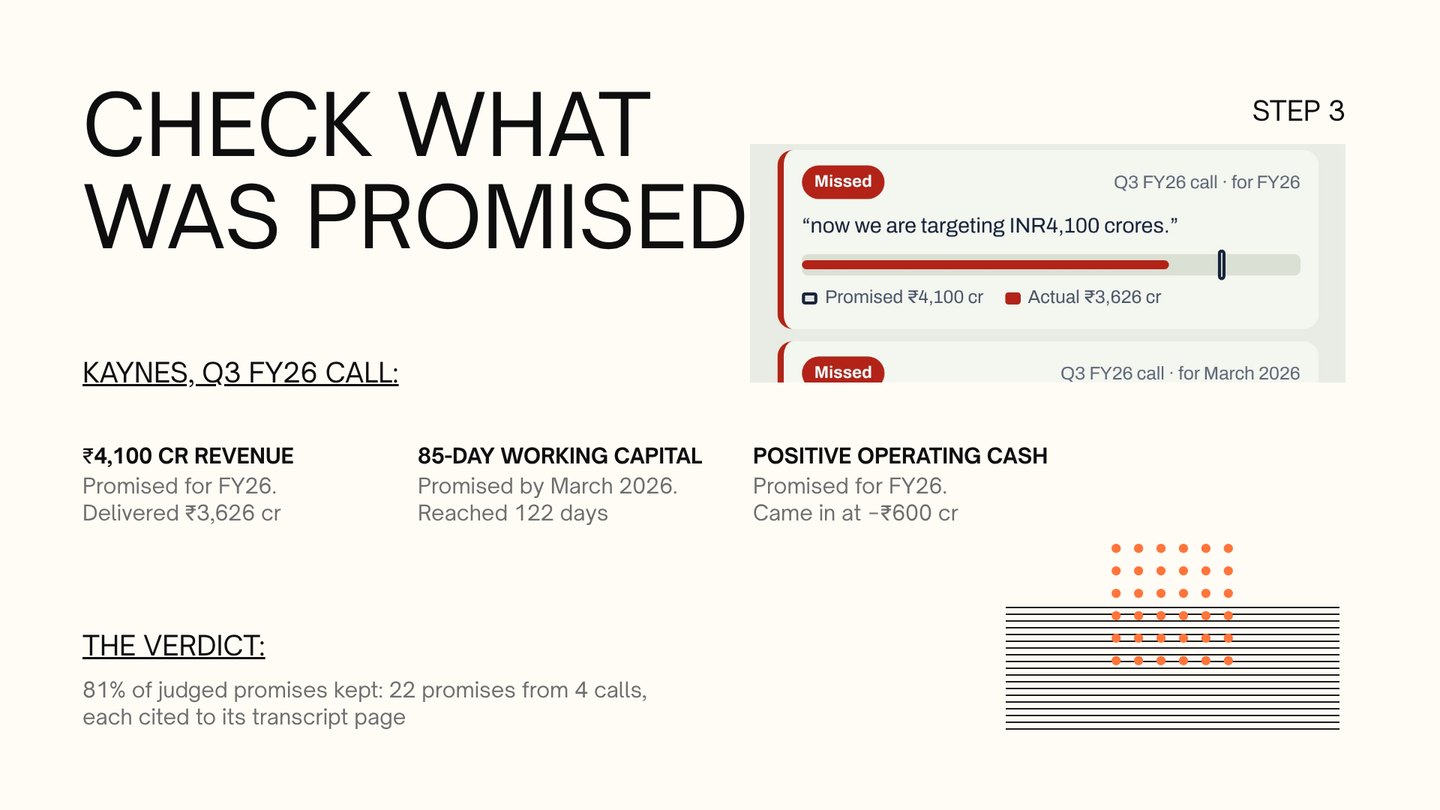 CHECK WHAT
WAS PROMISED
STEP 3
Missed
Q3 FY26 call · for FY26
“now we are targeting INR4,100 crores.”
Promised ₹4,100 cr
Actual ₹3,626 cr
Missed
Q3 FY26 call · for March 2026
KAYNES, Q3 FY26 CALL:
₹4,100 CR REVENUE
Promised for FY26.
Delivered ₹3,626 cr
85-DAY WORKING CAPITAL
Promised by March 2026.
Reached 122 days
POSITIVE OPERATING CASH
Promised for FY26.
Came in at −₹600 cr
THE VERDICT:
81% of judged promises kept: 22 promises from 4 calls,
each cited to its transcript page